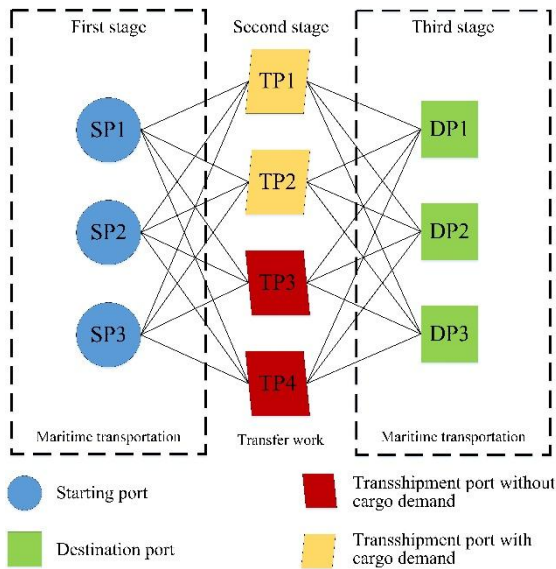 First stage
Second stage
Third stage
TP1
SP1
DP1
TP2
SP2
DP2
TP3
SP3
DP3
TP4
Maritime transportation
Transfer work
Maritime transportation
Starting port
Transshipment port without
cargo demand
Destination port
Transshipment port with
cargo demand